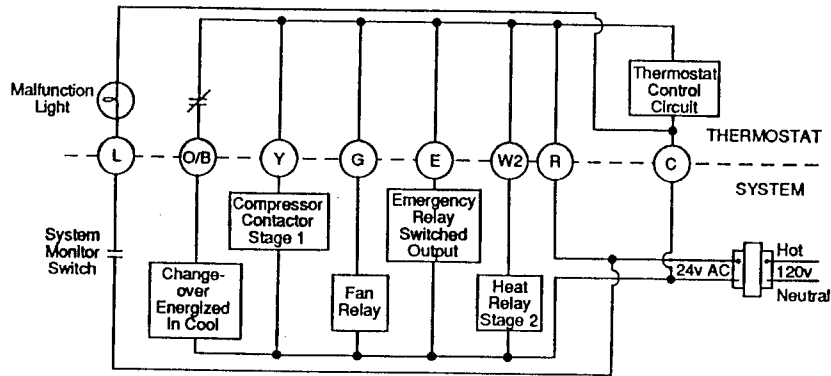 Malfunction
Light
Thermostat
Control
Circuit
THERMOSTAT
L
O/B
Y
G
E
W2
R
C
SYSTEM
System
Monitor
Switch
Compressor
Contactor
Stage 1
Emergency
Relay
Switched
Output
Change-
over
Energized
In Cool
Fan
Relay
Heat
Relay
Stage 2
24v AC
Hot
120v
Neutral